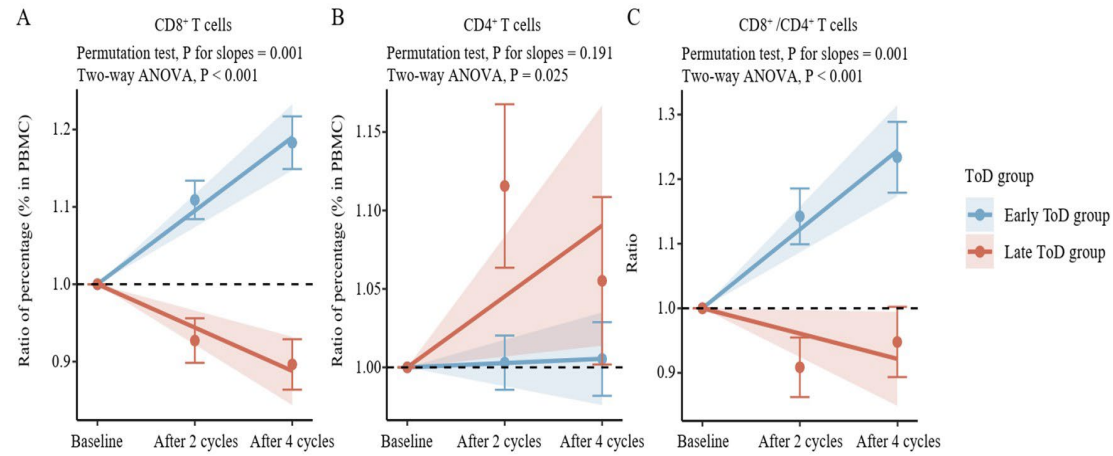 A
CD8⁺ T cells
Permutation test, P for slopes = 0.001
Two-way ANOVA, P < 0.001
Ratio of percentage (% in PBMC)
1.2
1.1
1.0
0.9
Baseline
After 2 cycles
After 4 cycles
B
CD4⁺ T cells
Permutation test, P for slopes = 0.191
Two-way ANOVA, P = 0.025
Ratio of percentage (% in PBMC)
1.15
1.10
1.05
1.00
Baseline
After 2 cycles
After 4 cycles
C
CD8⁺ /CD4⁺ T cells
Permutation test, P for slopes = 0.001
Two-way ANOVA, P < 0.001
Ratio
1.3
1.2
1.1
1.0
0.9
Baseline
After 2 cycles
After 4 cycles
ToD group
Early ToD group
Late ToD group